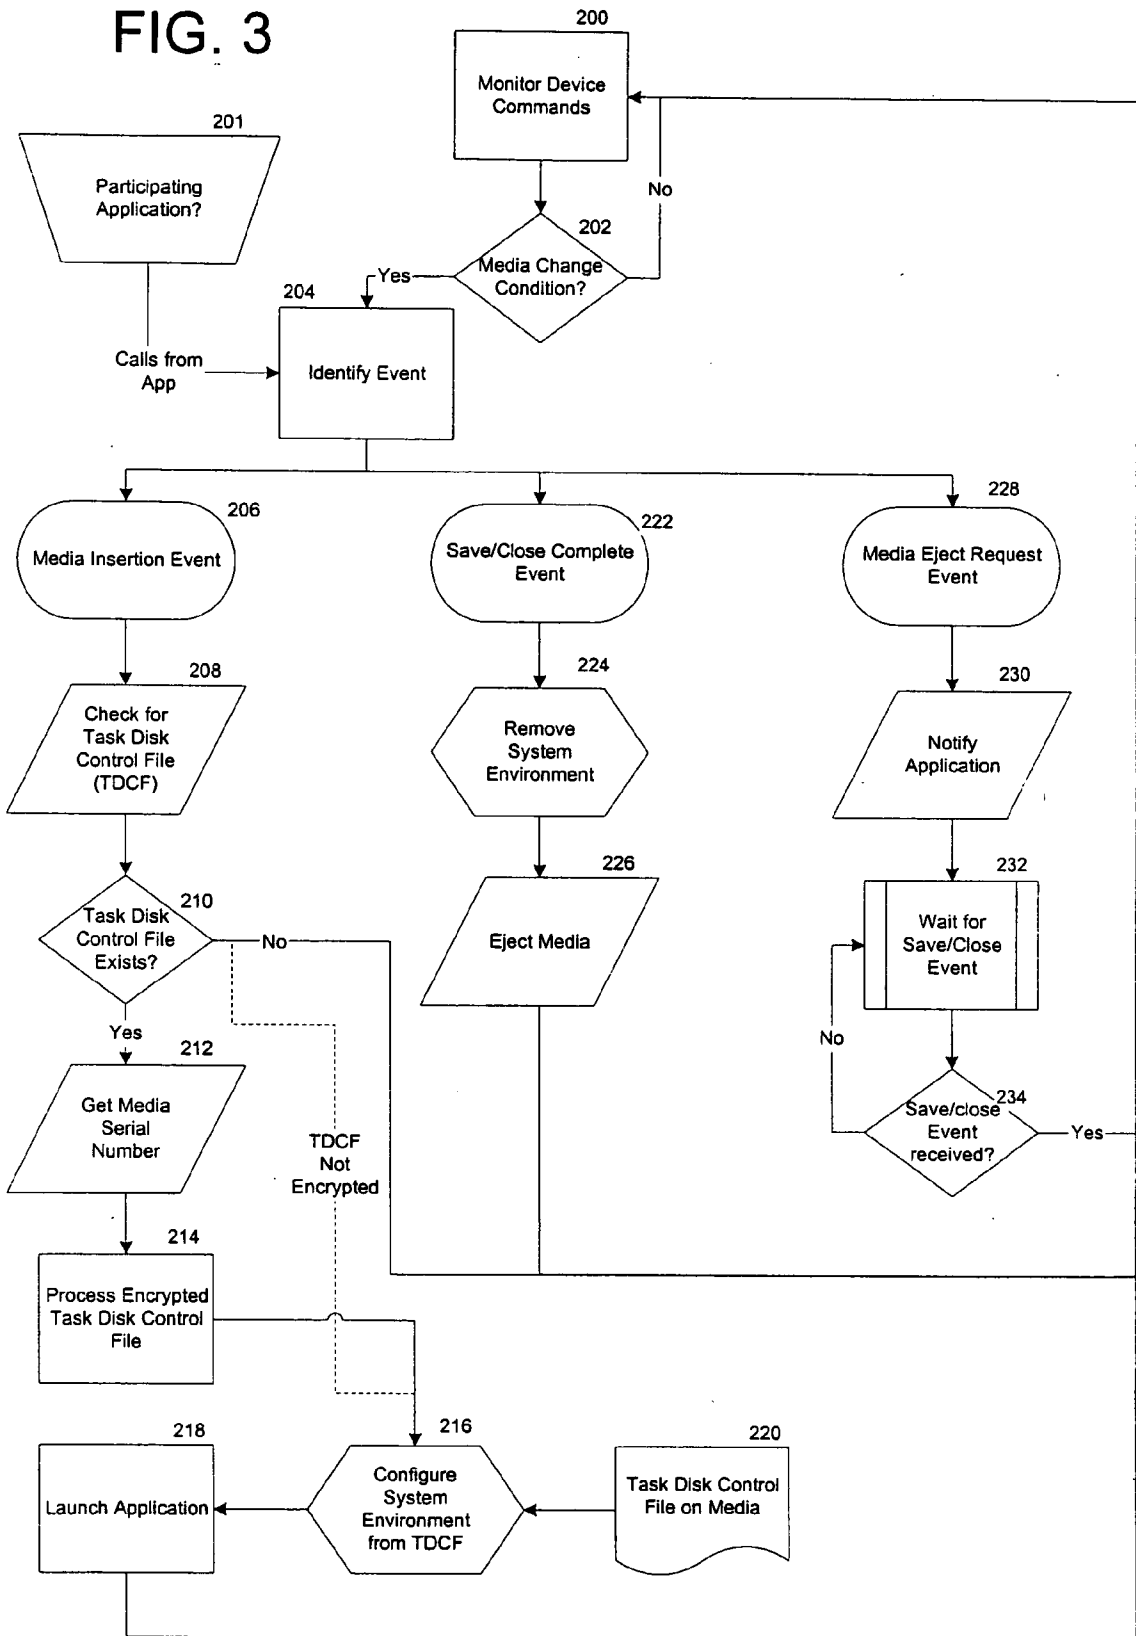 FIG. 3
200
Monitor Device
Commands
201
Participating
Application?
No
202
Media Change
Condition?
Yes
204
Identify Event
Calls from
App
206
Media Insertion Event
222
Save/Close Complete
Event
228
Media Eject Request
Event
208
Check for
Task Disk
Control File
(TDCF)
224
Remove
System
Environment
230
Notify
Application
210
Task Disk
Control File
Exists?
No
Yes
226
Eject Media
232
Wait for
Save/Close
Event
No
234
Save/close
Event
received?
Yes
212
Get Media
Serial
Number
TDCF
Not
Encrypted
214
Process Encrypted
Task Disk Control
File
216
Configure
System
Environment
from TDCF
218
Launch Application
220
Task Disk Control
File on Media